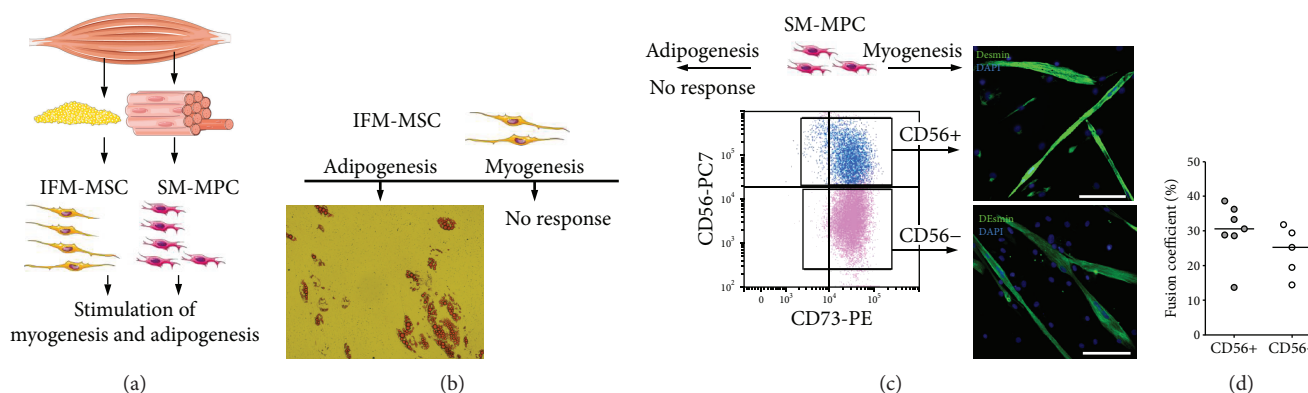 IFM-MSC
SM-MPC
Stimulation of
myogenesis and adipogenesis
(a)
IFM-MSC
Adipogenesis
Myogenesis
No response
(b)
SM-MPC
Adipogenesis
Myogenesis
No response
CD56-PC7
10⁵
10⁴
10³
10²
0
10³
10⁴
10⁵
CD73-PE
CD56+
CD56–
Desmin
DAPI
DEsmin
DAPI
(c)
Fusion coefficient (%)
50
40
30
20
10
0
CD56+
CD56-
(d)